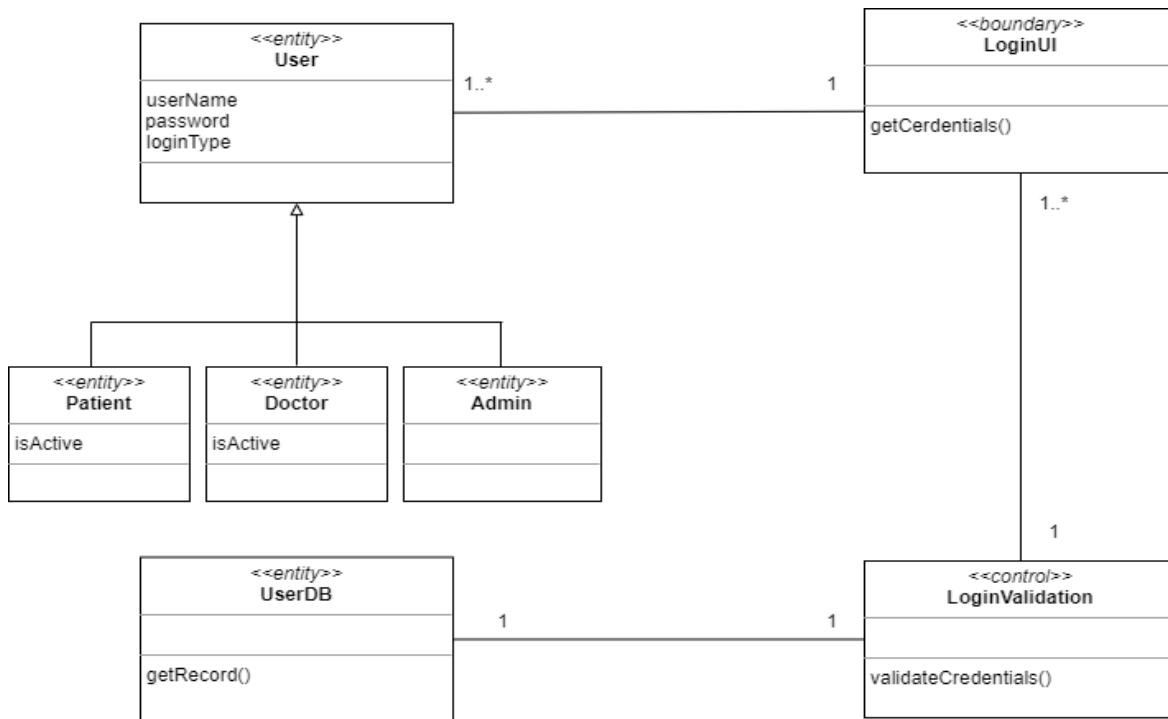 <<entity>>
User
userName
password
loginType
1..*
1
<<boundary>>
LoginUI
getCerdentials()
1..*
<<entity>>
Patient
isActive
<<entity>>
Doctor
isActive
<<entity>>
Admin
1
<<entity>>
UserDB
getRecord()
1
1
<<control>>
LoginValidation
validateCredentials()